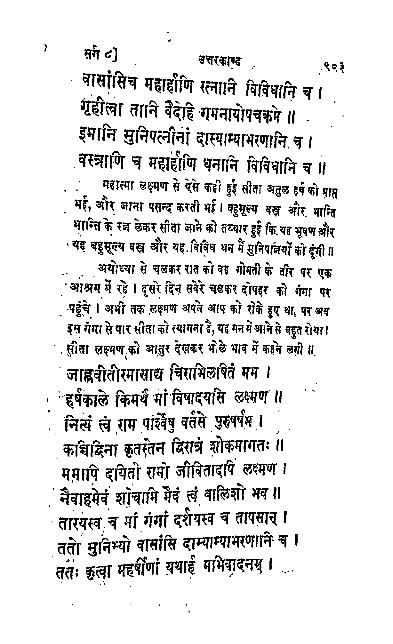 सर्ग ८] उत्तरकाण्ड ९२३
वासांसिच महार्हाणि रत्नानि विविधानि च ।
गृहीत्वा तानि वैदेहि गमनायोपचक्रमे ॥
इमानि मुनिपत्नीनां दास्याम्याभरणानि च ।
वस्त्राणि च महार्हाणि धनानि विविधानि च ॥
महात्मा लक्ष्मण से ऐसे कही हुई सीता अतुल हर्ष को प्राप्त
भई, और जाना पसन्द करती भई । बहुमूल्य वस्त्र और भान्ति
भान्ति के रत्न लेकर सीता जाने को तय्यार हुई कि यह भूषण और
यह बहुमूल्य वस्त्र और यह विविध धन मैं मुनिपत्नियों को दूंगी ॥
अयोध्या से चलकर रात को वह गोमती के तीर पर एक
आश्रम में रहे । दूसरे दिन सवेरे चलकर दोपहर को गंगा पर
पहुंचे । अभी तक लक्ष्मण अपने आप को रोके हुए था, पर अब
इस गंगा से पार सीता को त्यागना है, यह मन में आने से बहुत रोया।
सीता लक्ष्मण को आतुर देखकर भोले भाव में कहने लगी ॥
जाह्नवीतीरमासाद्य चिराभिलषितं मम ।
हर्षकाले किमर्थं मां विषादयसि लक्ष्मण ॥
नित्यं त्वं राम पार्श्वेषु वर्तसे पुरुषर्षभ ।
कच्चिद्विना कृतस्तेन द्विरात्रं शोकमागतः ॥
ममापि दयितो रामो जीवितादपि लक्ष्मण ।
नैवाहमेवं शोचामि मैवं त्वं बालिशो भव ॥
तारयस्व च मां गंगां दर्शयस्व च तापसान् ।
ततो मुनिभ्यो वासांसि दास्याम्याभरणानि च ।
ततः कृत्वा महर्षीणां यथार्ह मभिवादनम् ।